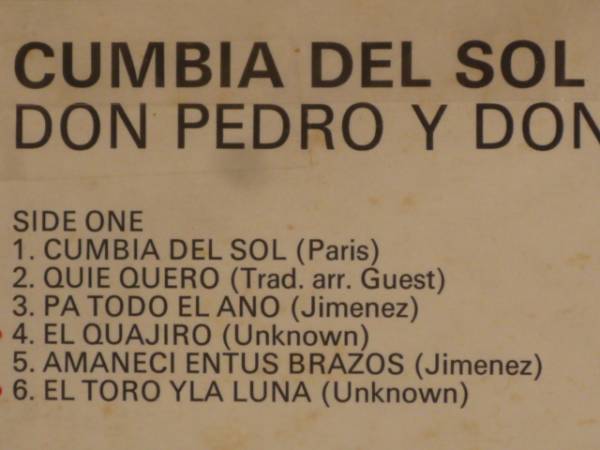 CUMBIA DEL SOL
DON PEDRO Y DON
SIDE ONE
1. CUMBIA DEL SOL (Paris)
2. QUIE QUERO (Trad. arr. Guest)
3. PA TODO EL ANO (Jimenez)
4. EL QUAJIRO (Unknown)
5. AMANECI ENTUS BRAZOS (Jimenez)
6. EL TORO YLA LUNA (Unknown)